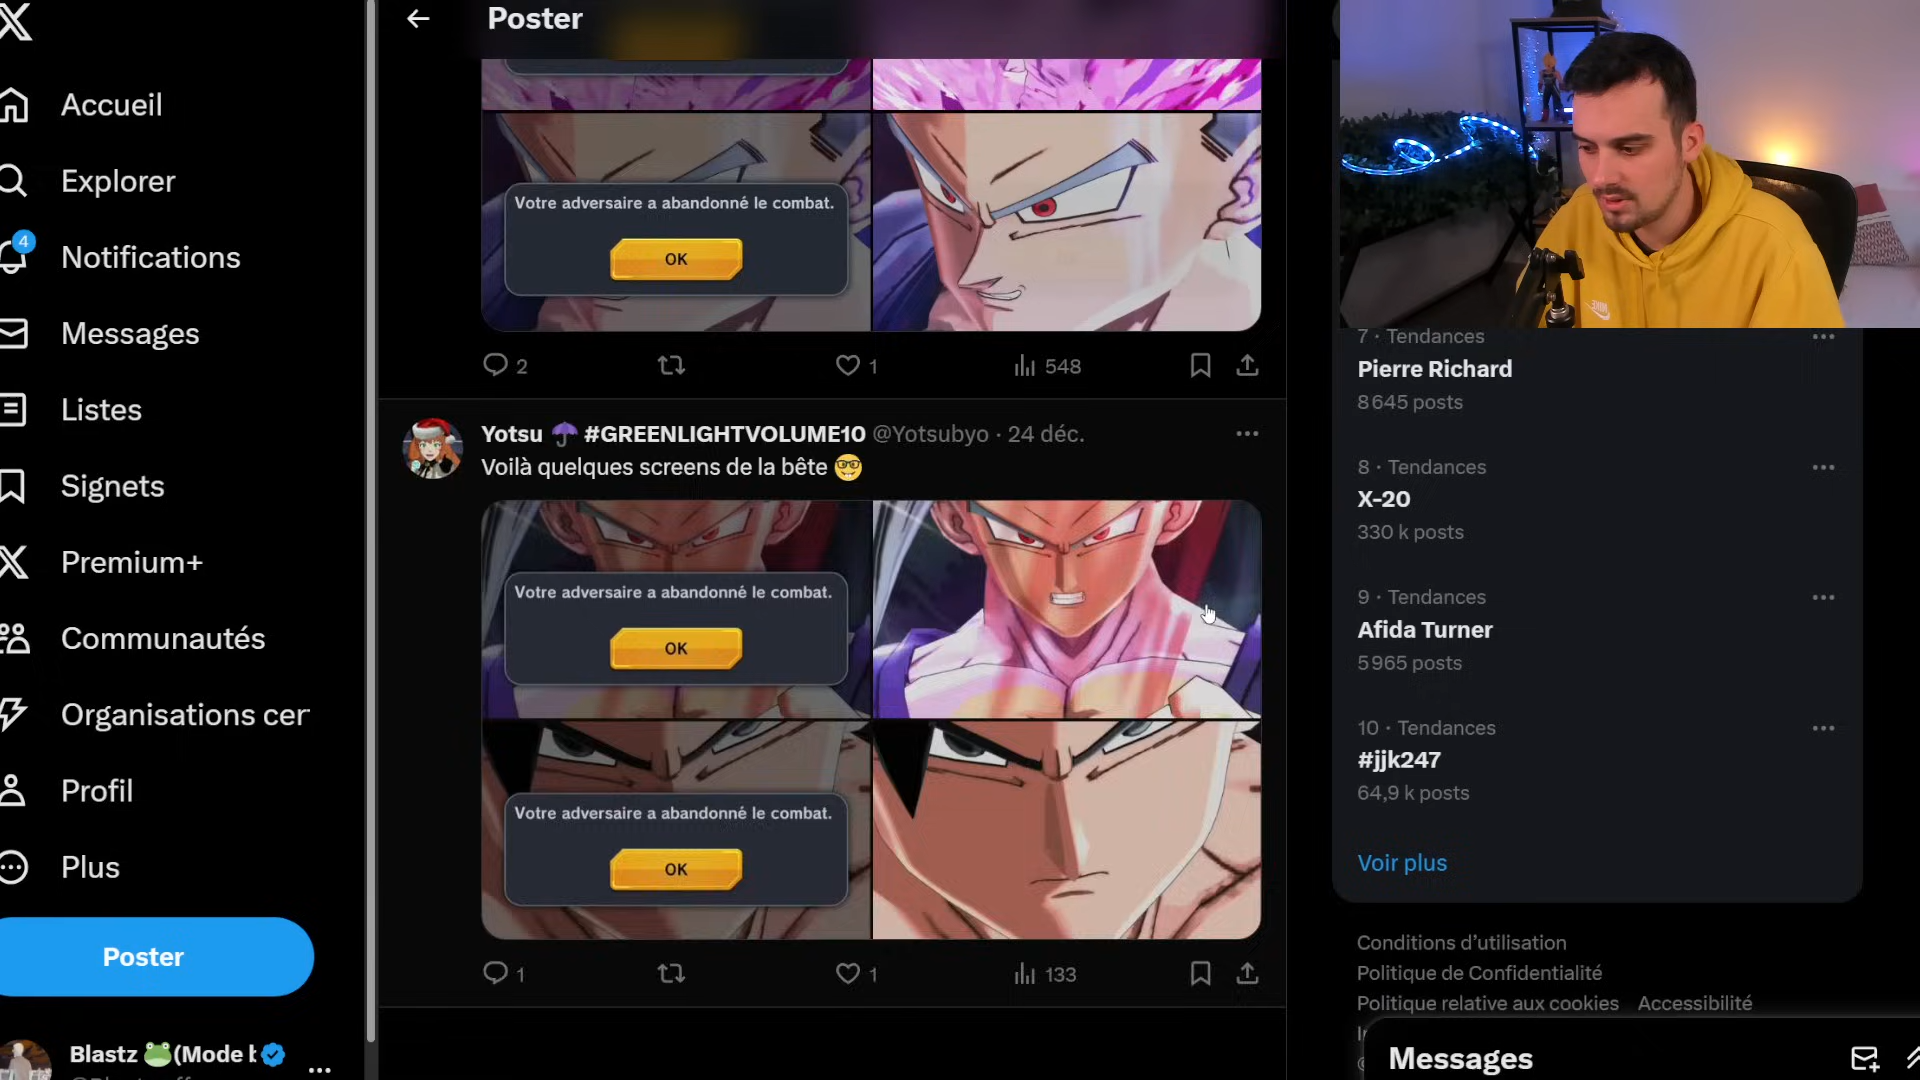 Accueil
Explorer
4
Notifications
Messages
Listes
Signets
Premium+
Communautés
Organisations cer
Profil
Plus
Poster
Blastz 🐸(Mode
Poster
Votre adversaire a abandonné le combat.
OK
2
1
548
Yotsu ☂ #GREENLIGHTVOLUME10 @Yotsubyo · 24 déc.
Voilà quelques screens de la bête 🤓
Votre adversaire a abandonné le combat.
OK
Votre adversaire a abandonné le combat.
OK
1
1
133
7 · Tendances
Pierre Richard
8 645 posts
8 · Tendances
X-20
330 k posts
9 · Tendances
Afida Turner
5 965 posts
10 · Tendances
#jjk247
64,9 k posts
Voir plus
Conditions d’utilisation
Politique de Confidentialité
Politique relative aux cookies Accessibilité
Messages